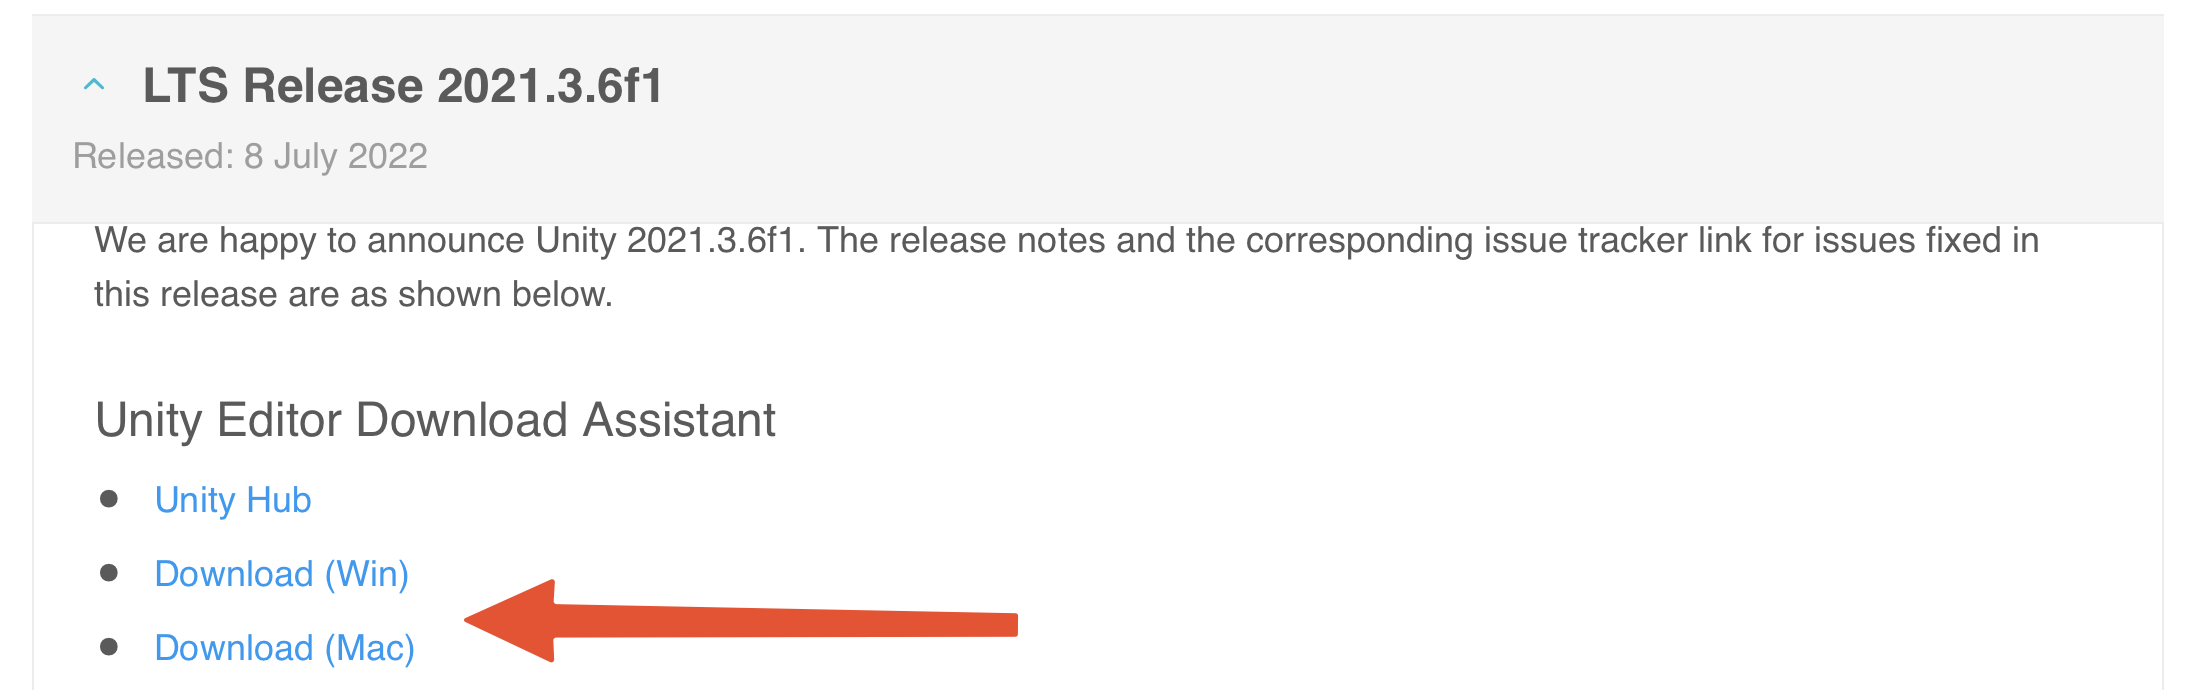 LTS Release 2021.3.6f1
Released: 8 July 2022
We are happy to announce Unity 2021.3.6f1. The release notes and the corresponding issue tracker link for issues fixed in
this release are as shown below.
Unity Editor Download Assistant
Unity Hub
Download (Win)
Download (Mac)